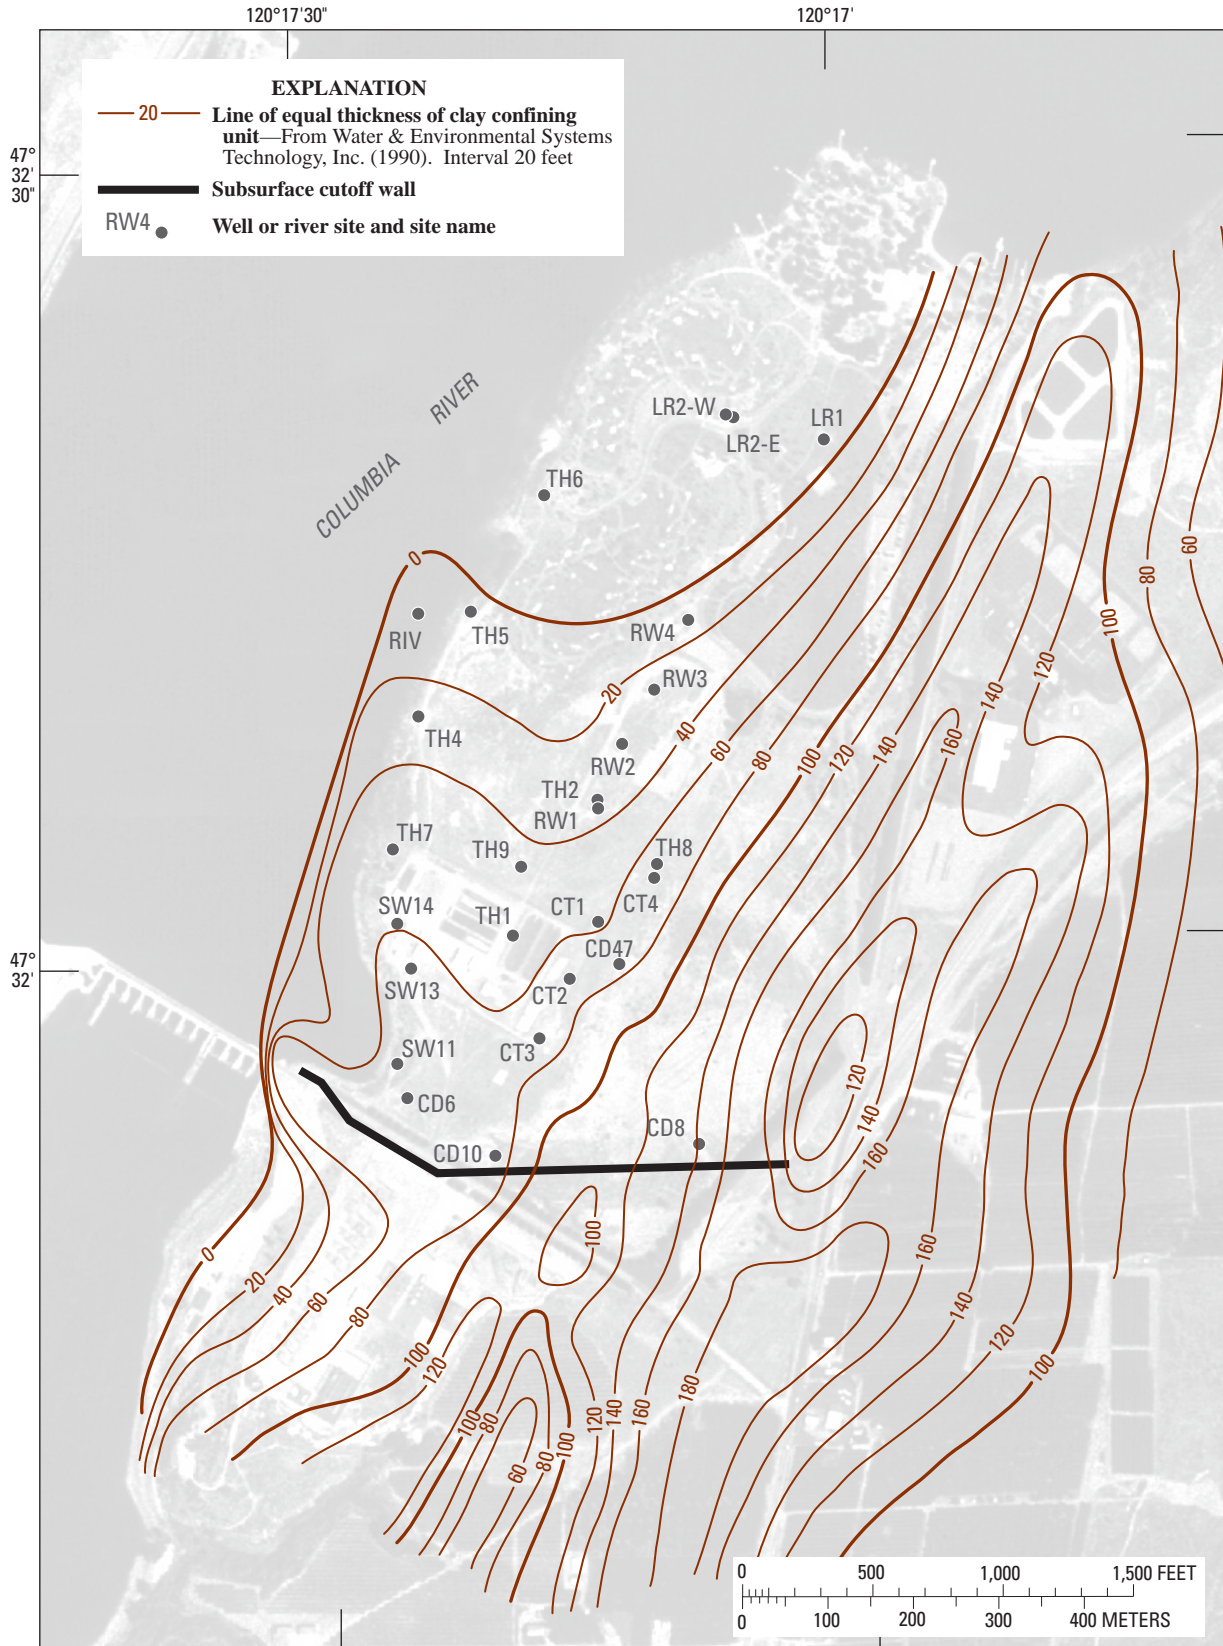 120°17'30"
120°17'
47°
32'
30"
EXPLANATION
20
Line of equal thickness of clay confining
unit—From Water & Environmental Systems
Technology, Inc. (1990). Interval 20 feet
Subsurface cutoff wall
RW4
Well or river site and site name
COLUMBIA RIVER
LR2-W
LR2-E
LR1
TH6
0
RIV
TH5
RW4
RW3
20
TH4
40
60
80
100
120
140
160
140
120
100
80
60
RW2
TH2
RW1
TH7
TH9
TH8
CT4
SW14
TH1
CT1
CD47
47°
32'
SW13
CT2
SW11
CT3
CD6
CD10
CD8
120
140
160
0
20
40
60
80
100
120
100
100
80
60
80
100
120
140
160
180
160
140
120
100
0 500 1,000 1,500 FEET
0 100 200 300 400 METERS